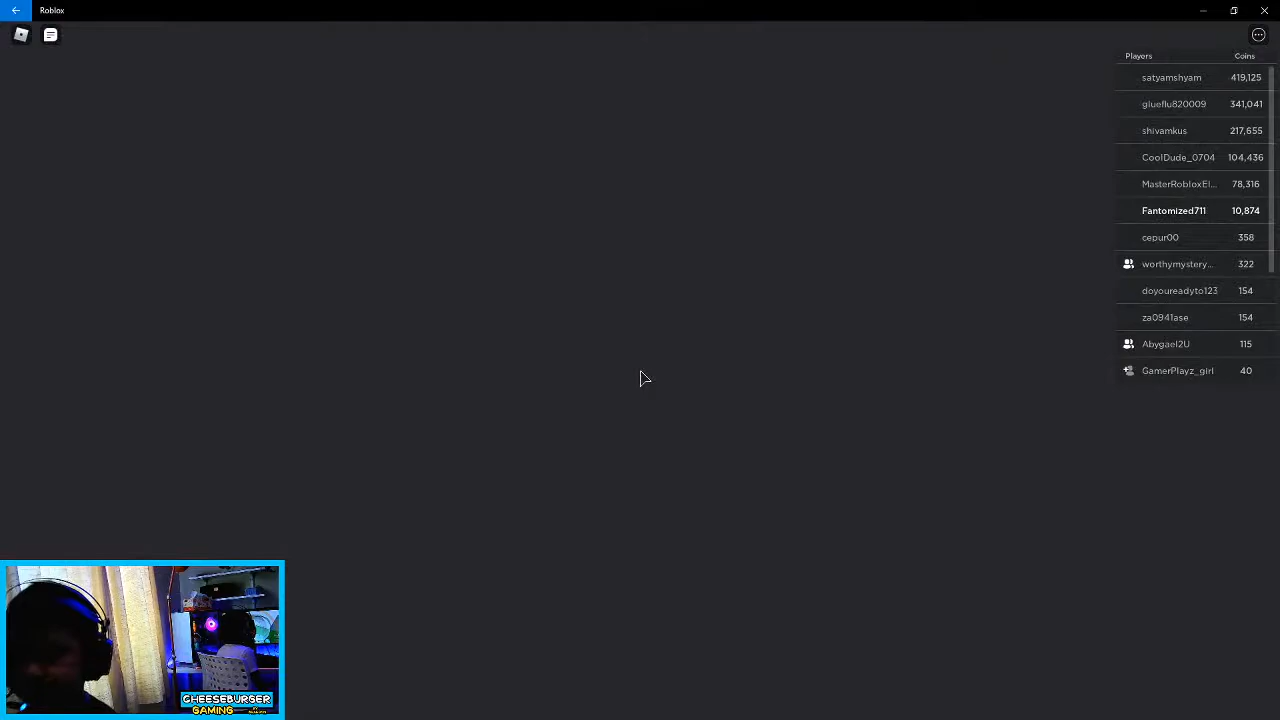 Roblox
Players Coins
satyamshyam 419,125
glueflu820009 341,041
shivamkus 217,655
CoolDude_0704 104,436
MasterRobloxEl... 78,316
Fantomized711 10,874
cepur00 358
worthymystery... 322
doyoureadyto123 154
za0941ase 154
Abygael2U 115
GamerPlayz_girl 40
CHEESEBURGER
GAMING